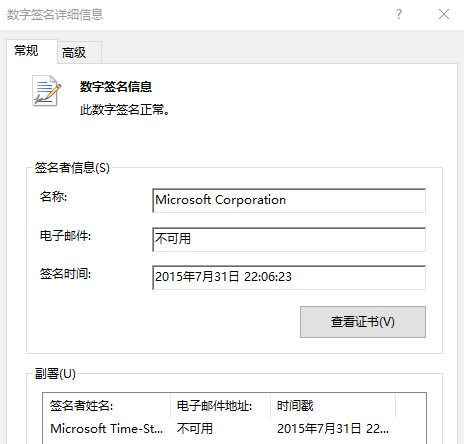 数字签名详细信息
?
常规 高级
数字签名信息
此数字签名正常。
签名者信息(S)
名称: Microsoft Corporation
电子邮件: 不可用
签名时间: 2015年7月31日 22:06:23
查看证书(V)
副署(U)
签名者姓名: 电子邮件地址: 时间戳
Microsoft Time-St... 不可用 2015年7月31日 22...